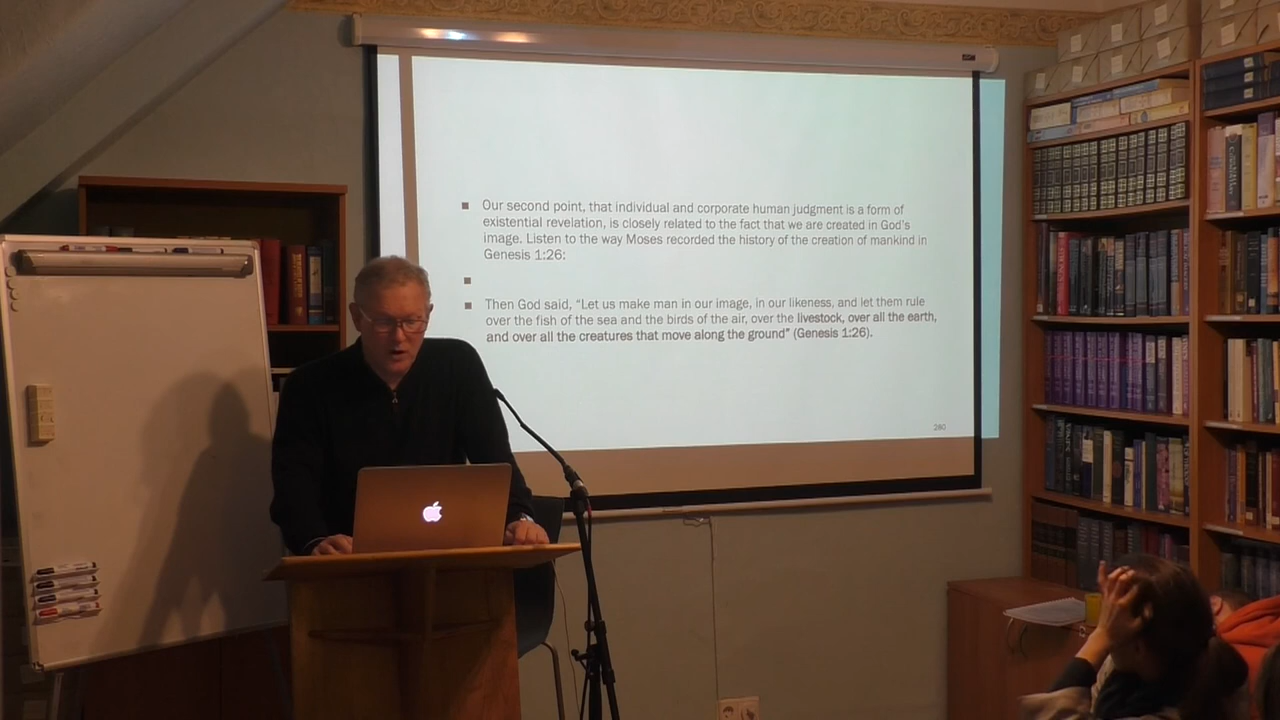 Our second point, that individual and corporate human judgment is a form of
existential revelation, is closely related to the fact that we are created in God's
image. Listen to the way Moses recorded the history of the creation of mankind in
Genesis 1:26:
Then God said, “Let us make man in our image, in our likeness, and let them rule
over the fish of the sea and the birds of the air, over the livestock, over all the earth,
and over all the creatures that move along the ground” (Genesis 1:26).
280